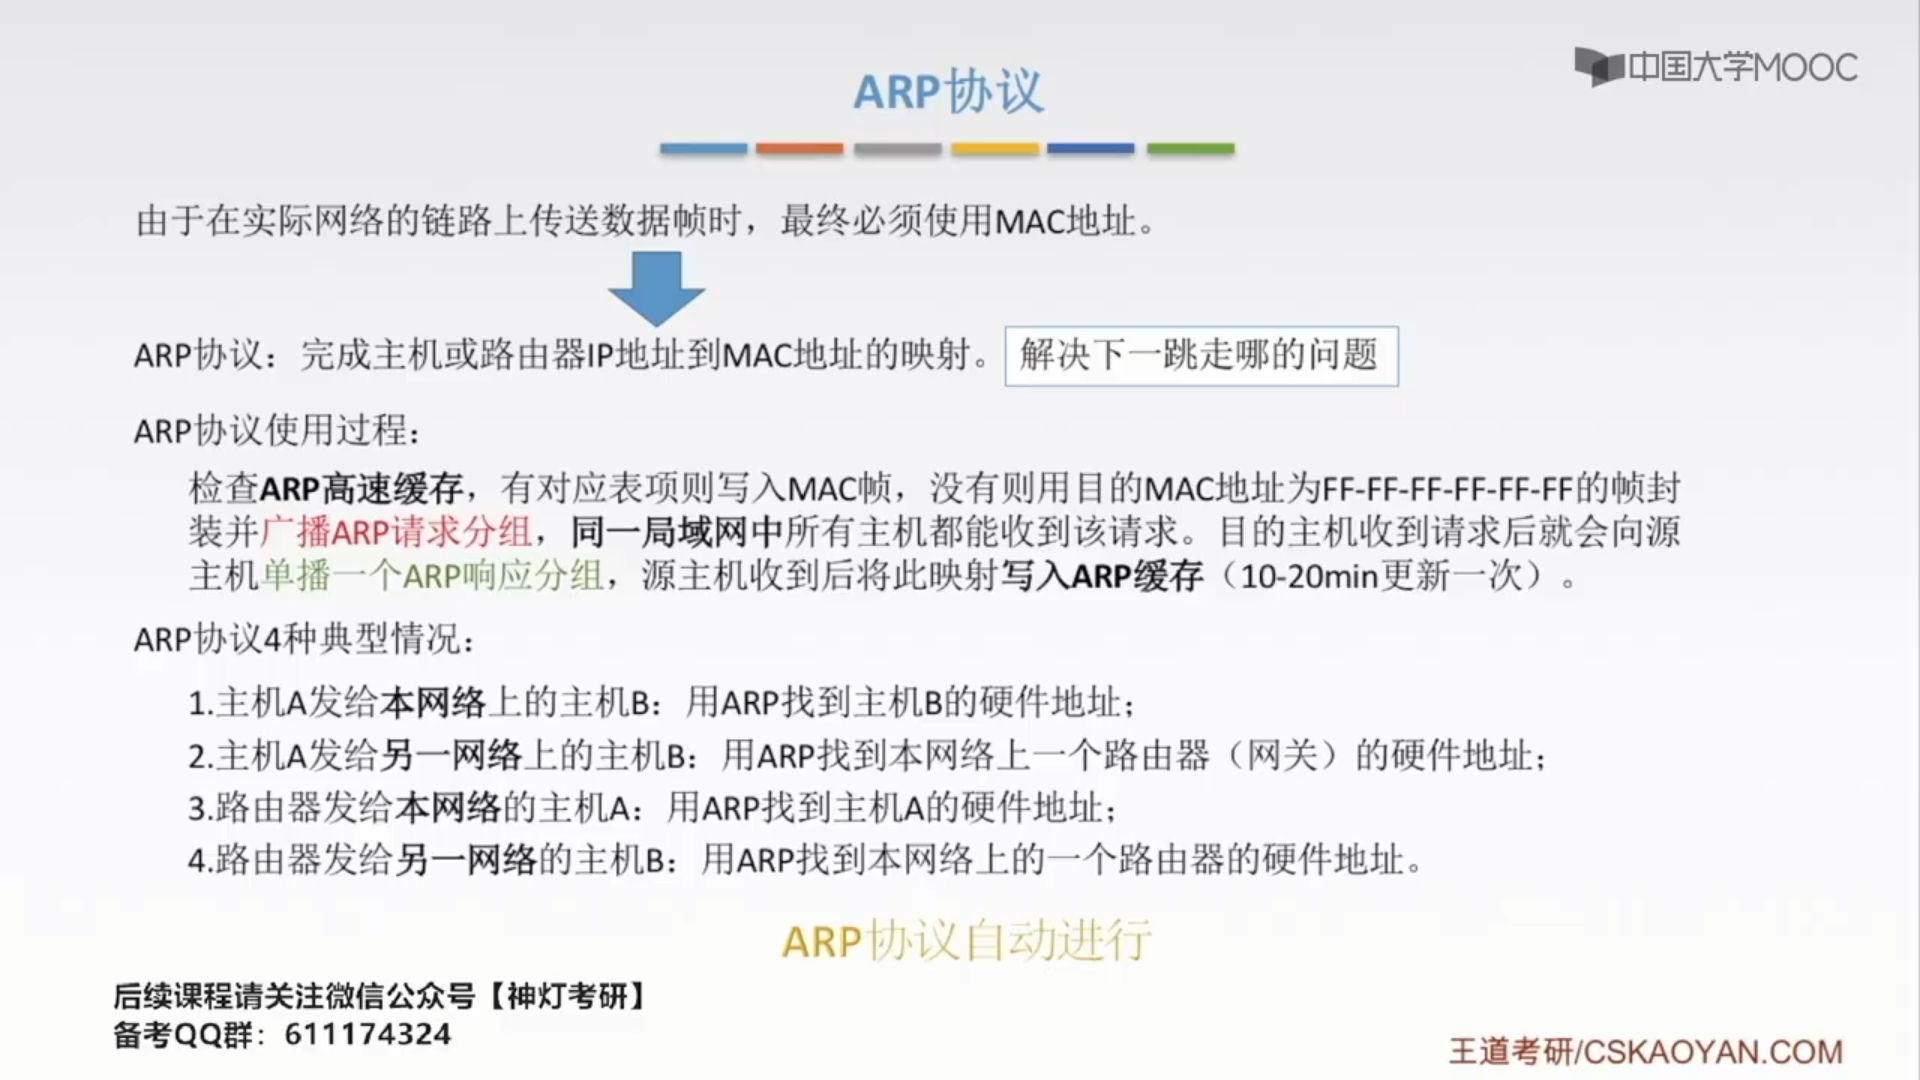 中国大学MOOC
ARP协议
由于在实际网络的链路上传送数据帧时，最终必须使用MAC地址。
ARP协议：完成主机或路由器IP地址到MAC地址的映射。 解决下一跳走哪的问题
ARP协议使用过程：
检查ARP高速缓存，有对应表项则写入MAC帧，没有则用目的MAC地址为FF-FF-FF-FF-FF-FF的帧封
装并广播ARP请求分组，同一局域网中所有主机都能收到该请求。目的主机收到请求后就会向源
主机单播一个ARP响应分组，源主机收到后将此映射写入ARP缓存（10-20min更新一次）。
ARP协议4种典型情况：
1.主机A发给本网络上的主机B：用ARP找到主机B的硬件地址；
2.主机A发给另一网络上的主机B：用ARP找到本网络上一个路由器（网关）的硬件地址；
3.路由器发给本网络的主机A：用ARP找到主机A的硬件地址；
4.路由器发给另一网络的主机B：用ARP找到本网络上的一个路由器的硬件地址。
ARP协议自动进行
后续课程请关注微信公众号【神灯考研】
备考QQ群：611174324
王道考研/CSKAOYAN.COM